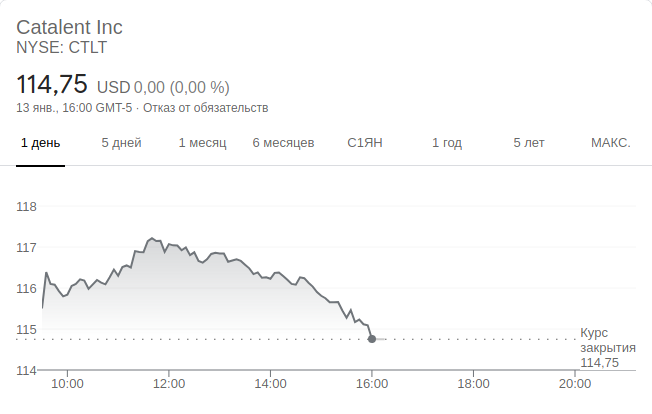 Catalent Inc
NYSE: CTLT
114,75 USD 0,00 (0,00 %)
13 янв., 16:00 GMT-5 · Отказ от обязательств
1 день 5 дней 1 месяц 6 месяцев С1ЯН 1 год 5 лет МАКС.
118
117
116
115
Курс
закрытия
114,75
114
10:00 12:00 14:00 16:00 18:00 20:00